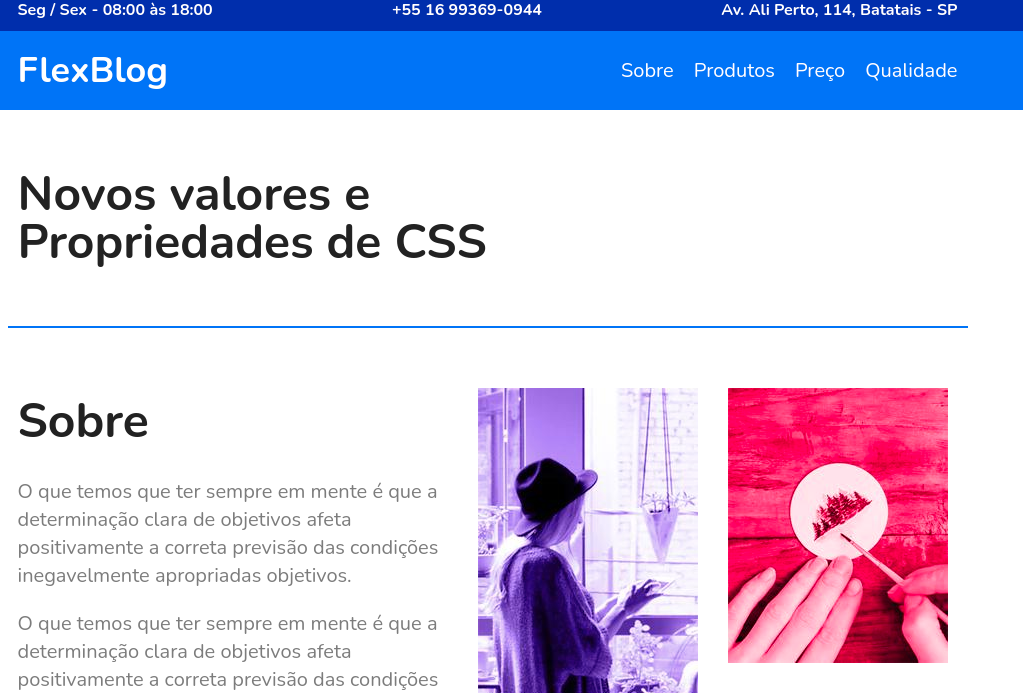 Seg / Sex - 08:00 às 18:00
+55 16 99369-0944
Av. Ali Perto, 114, Batatais - SP
FlexBlog
Sobre Produtos Preço Qualidade
Novos valores e
Propriedades de CSS
Sobre
O que temos que ter sempre em mente é que a
determinação clara de objetivos afeta
positivamente a correta previsão das condições
inegavelmente apropriadas objetivos.
O que temos que ter sempre em mente é que a
determinação clara de objetivos afeta
positivamente a correta previsão das condições